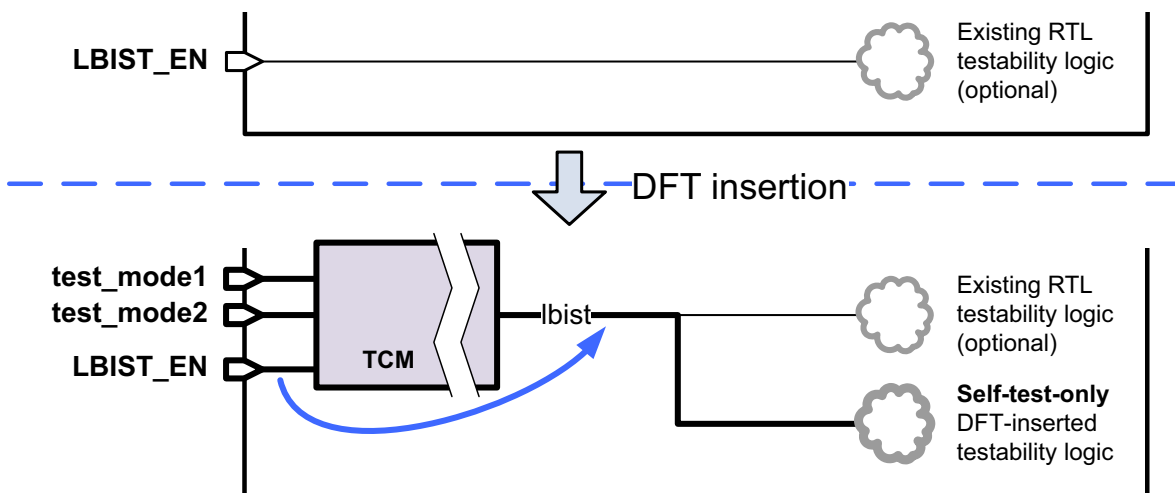 LBIST_EN
Existing RTL
testability logic
(optional)
DFT insertion
test_mode1
test_mode2
LBIST_EN
TCM
lbist
Existing RTL
testability logic
(optional)
Self-test-only
DFT-inserted
testability logic